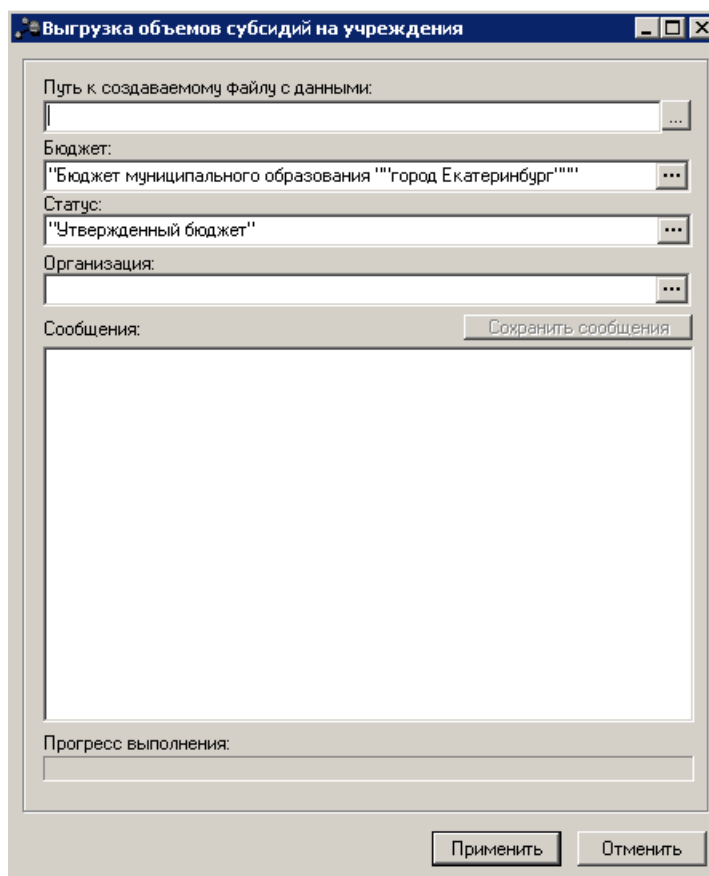 Выгрузка объемов субсидий на учреждения
Путь к создаваемому файлу с данными:
...
Бюджет:
"Бюджет муниципального образования ""город Екатеринбург"""
...
Статус:
"Утвержденный бюджет"
...
Организация:
...
Сообщения:
Сохранить сообщения
Прогресс выполнения:
Применить
Отменить